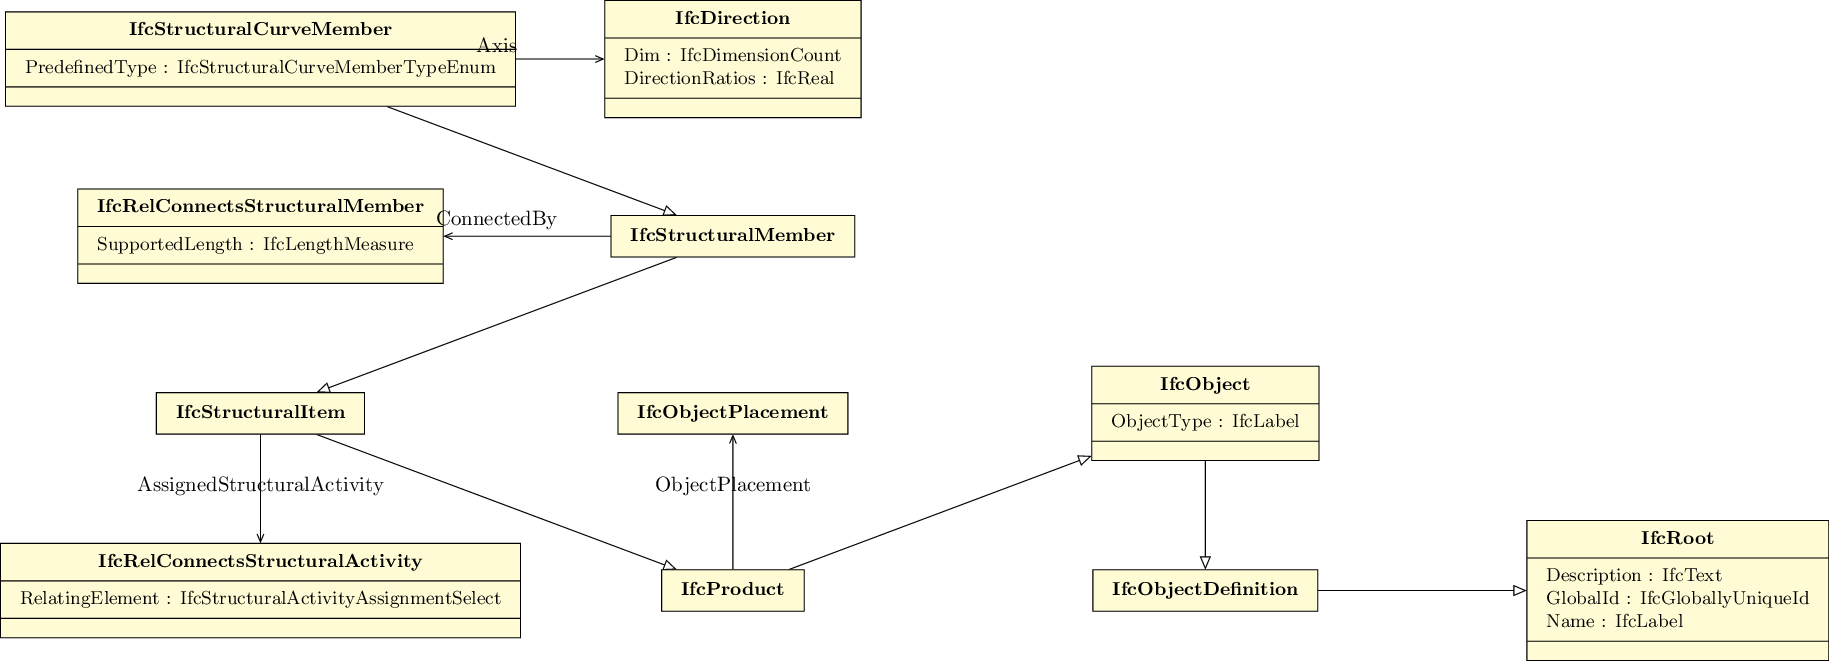 IfcStructuralCurveMember
PredefinedType : IfcStructuralCurveMemberTypeEnum
Axis
IfcDirection
Dim : IfcDimensionCount
DirectionRatios : IfcReal
IfcRelConnectsStructuralMember
SupportedLength : IfcLengthMeasure
ConnectedBy
IfcStructuralMember
IfcStructuralItem
IfcObjectPlacement
IfcObject
ObjectType : IfcLabel
AssignedStructuralActivity
ObjectPlacement
IfcRelConnectsStructuralActivity
RelatingElement : IfcStructuralActivityAssignmentSelect
IfcProduct
IfcObjectDefinition
IfcRoot
Description : IfcText
GlobalId : IfcGloballyUniqueId
Name : IfcLabel